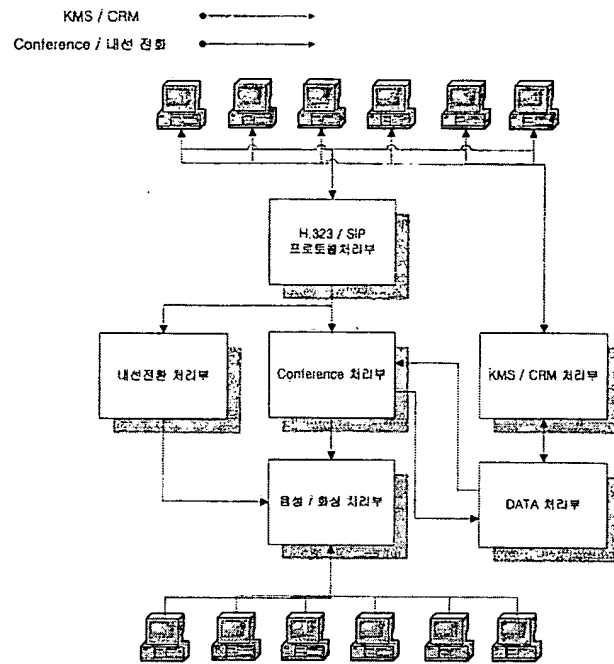 KMS / CRM
Conference / 내선 전화
H.323 / SIP
프로토콜처리부
내선전환 처리부
Conference 처리부
KMS / CRM 처리부
음성 / 화상 처리부
DATA 처리부